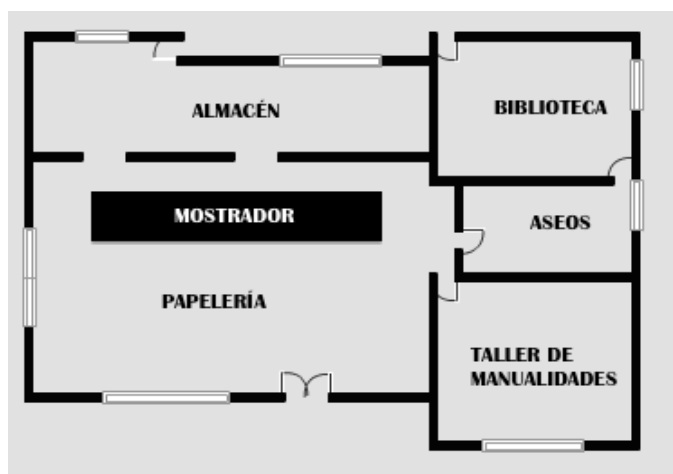 ALMACÉN
BIBLIOTECA
MOSTRADOR
ASEOS
PAPELERÍA
TALLER DE
MANUALIDADES